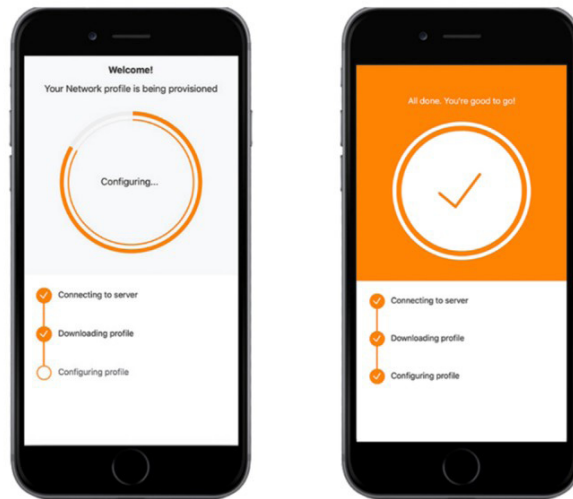 Welcome!
Your Network profile is being provisioned
Configuring...
Connecting to server
Downloading profile
Configuring profile
All done. You're good to go!
Connecting to server
Downloading profile
Configuring profile